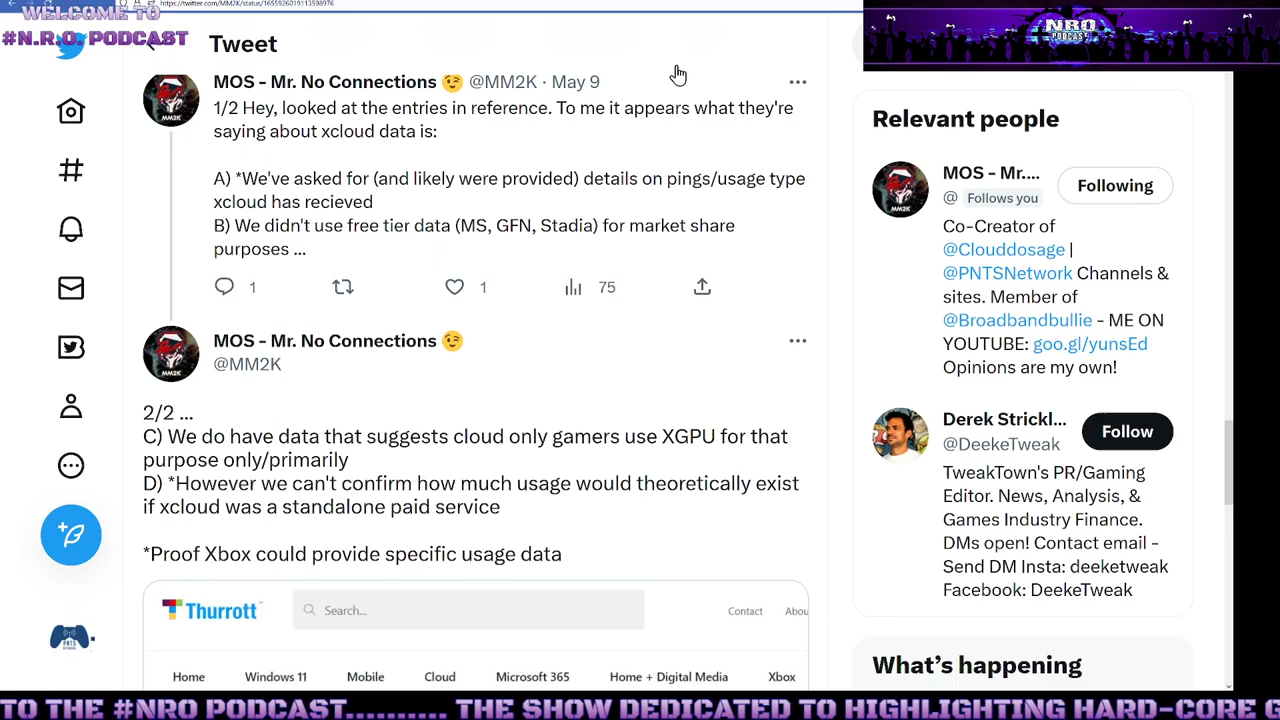 https://twitter.com/MM2K/status/1655926019113598976
WELCOME TO
#N.R.O. PODCAST
NRO
PODCAST
Tweet
MOS - Mr. No Connections 😉 @MM2K · May 9
1/2 Hey, looked at the entries in reference. To me it appears what they're
saying about xcloud data is:
A) *We've asked for (and likely were provided) details on pings/usage type
xcloud has recieved
B) We didn't use free tier data (MS, GFN, Stadia) for market share
purposes ...
1
1
75
MOS - Mr. No Connections 😉
@MM2K
2/2 ...
C) We do have data that suggests cloud only gamers use XGPU for that
purpose only/primarily
D) *However we can't confirm how much usage would theoretically exist
if xcloud was a standalone paid service
*Proof Xbox could provide specific usage data
Thurrott
Search...
Contact
Abou
Home
Windows 11
Mobile
Cloud
Microsoft 365
Home + Digital Media
Xbox
Relevant people
MOS - Mr....
@ Follows you
Following
Co-Creator of
@Clouddosage |
@PNTSNetwork Channels &
sites. Member of
@Broadbandbullie - ME ON
YOUTUBE: goo.gl/yunsEd
Opinions are my own!
Derek Strickl...
@DeekeTweak
Follow
TweakTown's PR/Gaming
Editor. News, Analysis, &
Games Industry Finance.
DMs open! Contact email -
Send DM Insta: deeketweak
Facebook: DeekeTweak
What's happening
TO THE #NRO PODCAST.......... THE SHOW DEDICATED TO HIGHLIGHTING HARD-CORE G